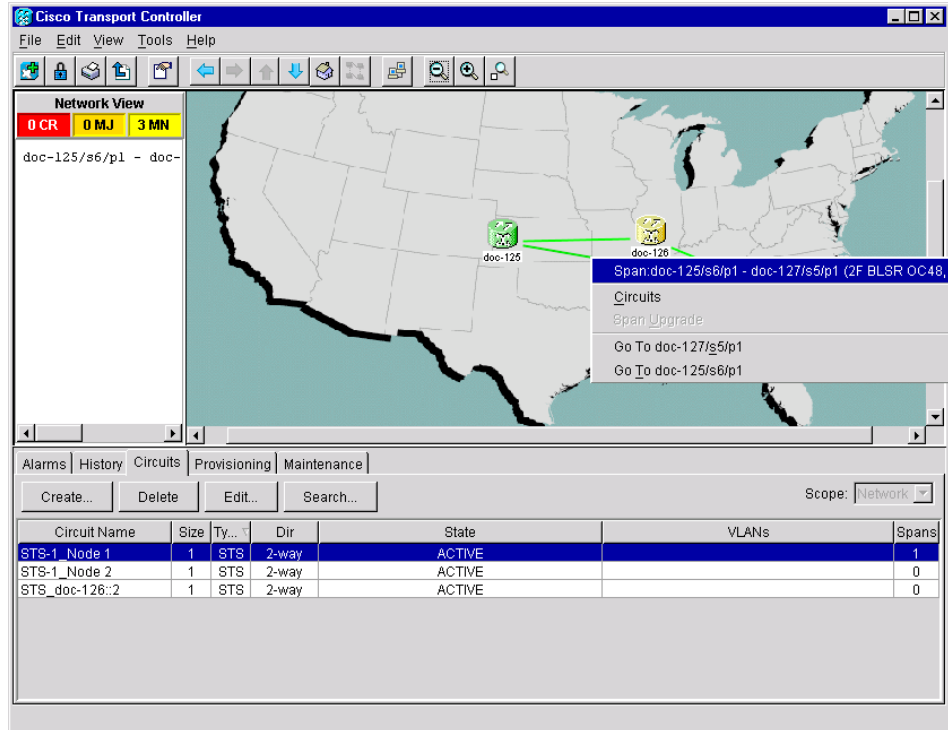 Cisco Transport Controller
File Edit View Tools Help
Network View
0 CR 0 MJ 3 MN
doc-125/s6/p1 - doc-
doc-125
doc-126
Span:doc-125/s6/p1 - doc-127/s5/p1 (2F BLSR OC48,
Circuits
Span Upgrade
Go To doc-127/s5/p1
Go To doc-125/s6/p1
Alarms History Circuits Provisioning Maintenance
Create... Delete Edit... Search... Scope: Network
Circuit Name Size Ty... Dir State VLANs Spans
STS-1_Node 1 1 STS 2-way ACTIVE 1
STS-1_Node 2 1 STS 2-way ACTIVE 0
STS_doc-126::2 1 STS 2-way ACTIVE 0